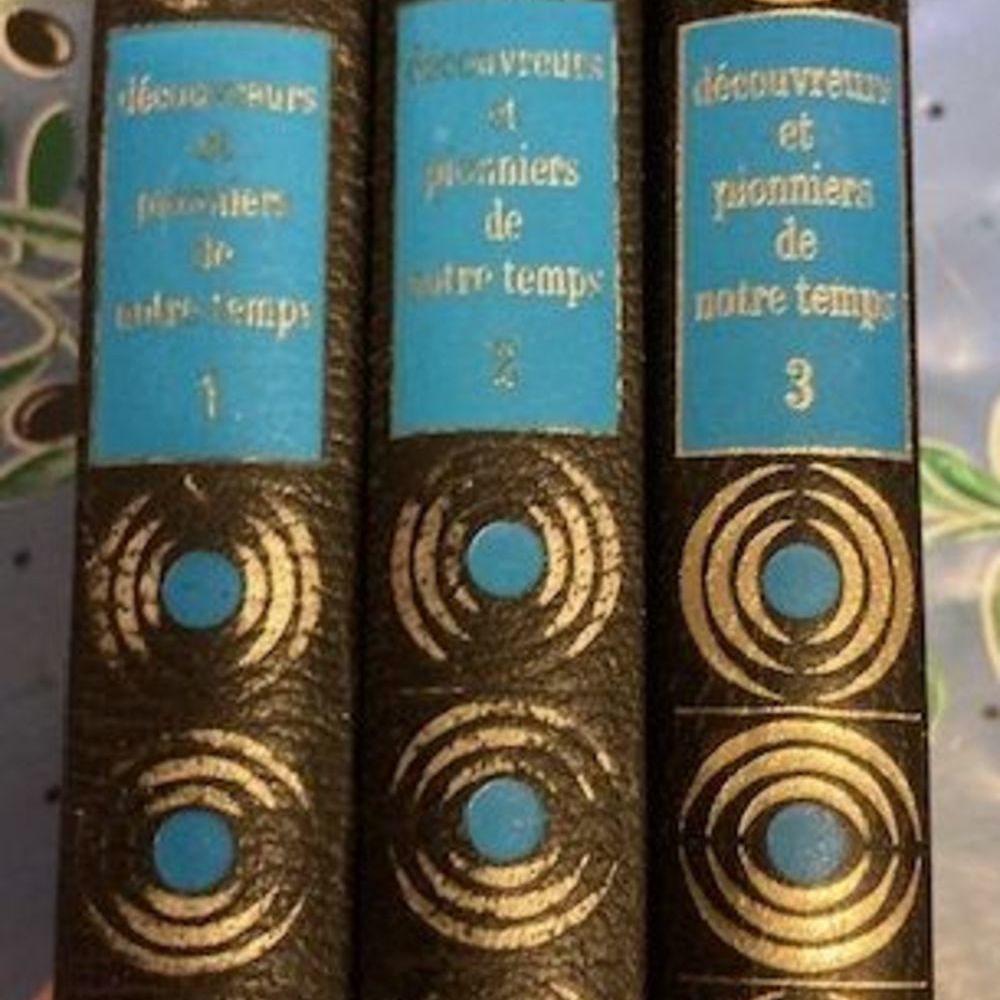 découvreurs
et
pionniers
de
notre temps
1
découvreurs
et
pionniers
de
notre temps
2
découvreurs
et
pionniers
de
notre temps
3